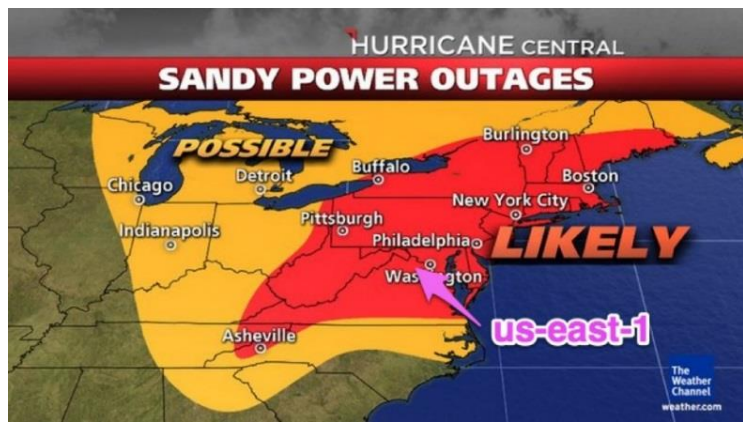 HURRICANE CENTRAL
SANDY POWER OUTAGES
POSSIBLE
Burlington
Buffalo
Detroit
Chicago
Boston
New York City
Pittsburgh
Indianapolis
Philadelphia
LIKELY
Washington
us-east-1
Asheville
The
Weather
Channel
weather.com